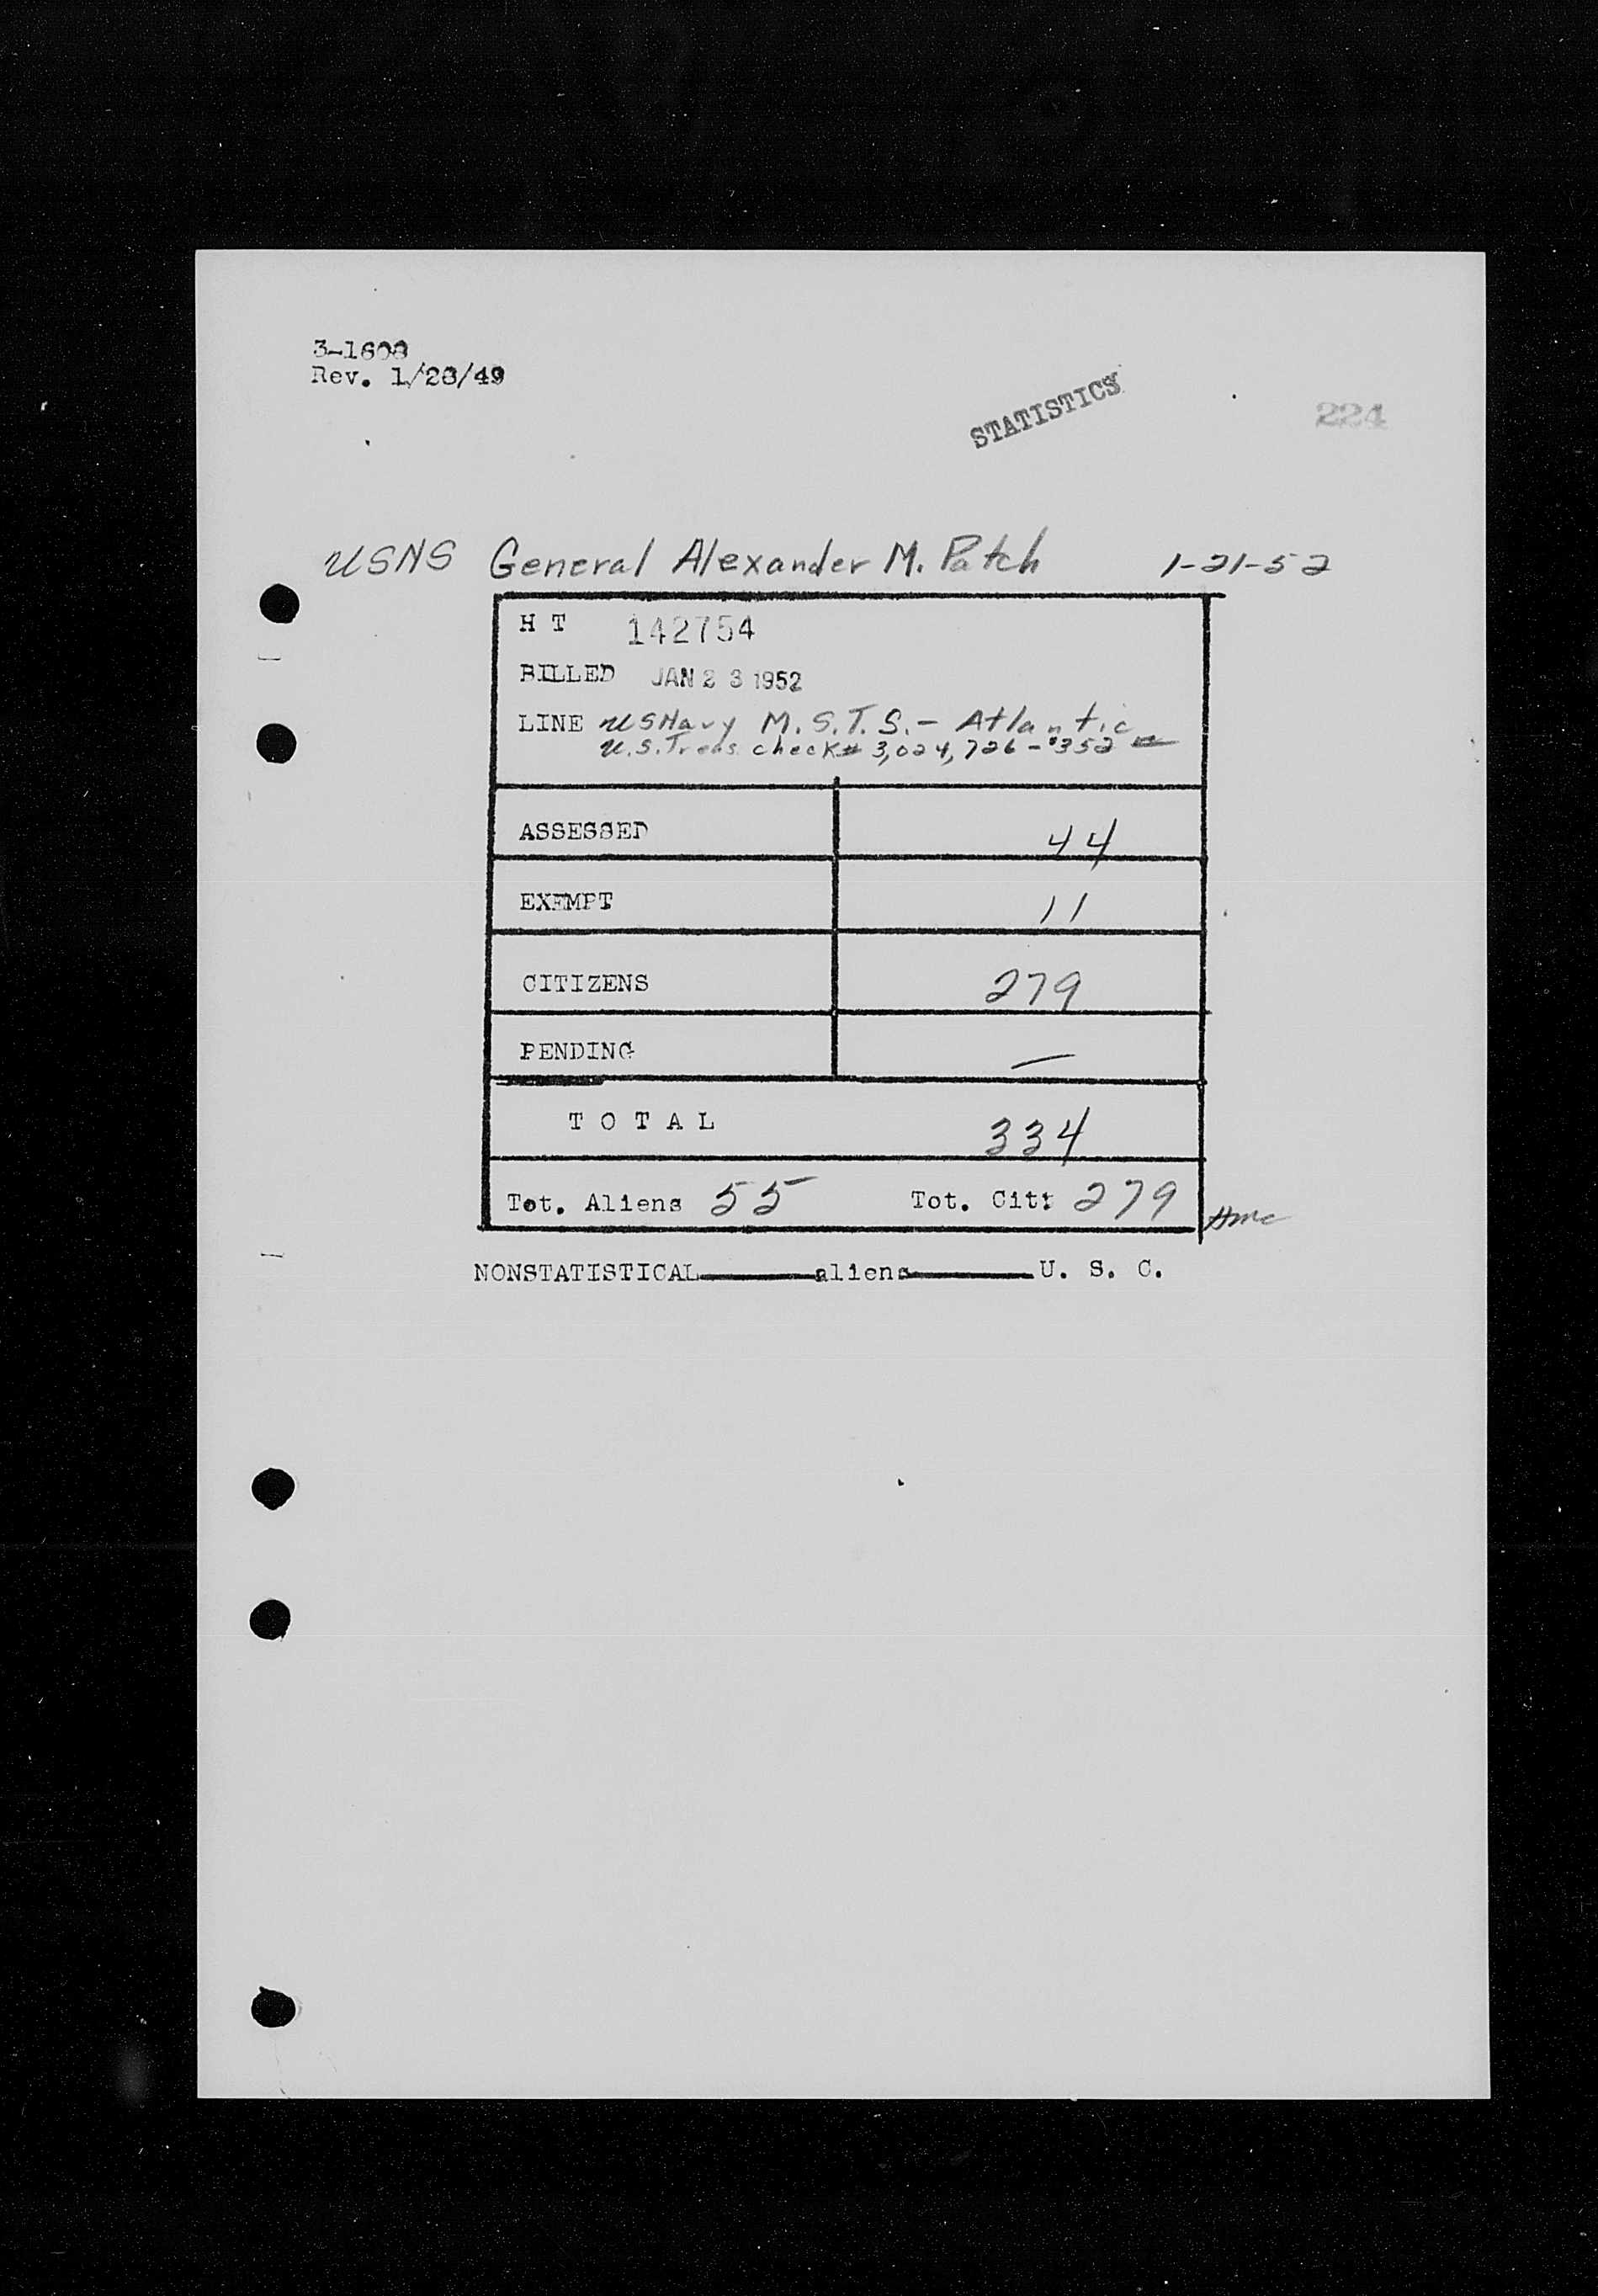 3-1608
Rev. 1/28/49
STATISTICS
224
USNS General Alexander M. Patch 1-21-52
H T 142754
BILLED JAN 23 1952
LINE US Navy M.S.T.S. - Atlantic
U.S. Treas. check# 3,024,726 - $352
ASSESSED 44
EXEMPT 11
CITIZENS 279
PENDING —
T O T A L 334
Tot. Aliens 55 Tot. Cit: 279
NONSTATISTICAL aliens U. S. C.